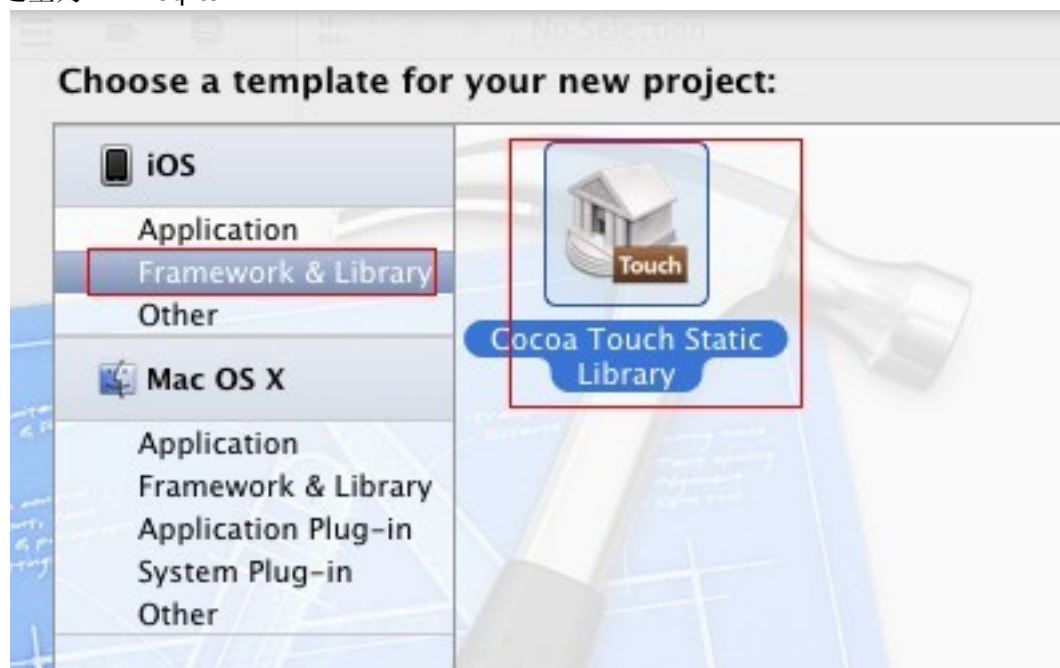 No Selection
Choose a template for your new project:
iOS
Application
Framework & Library
Other
Mac OS X
Application
Framework & Library
Application Plug-in
System Plug-in
Other
Touch
Cocoa Touch Static
Library